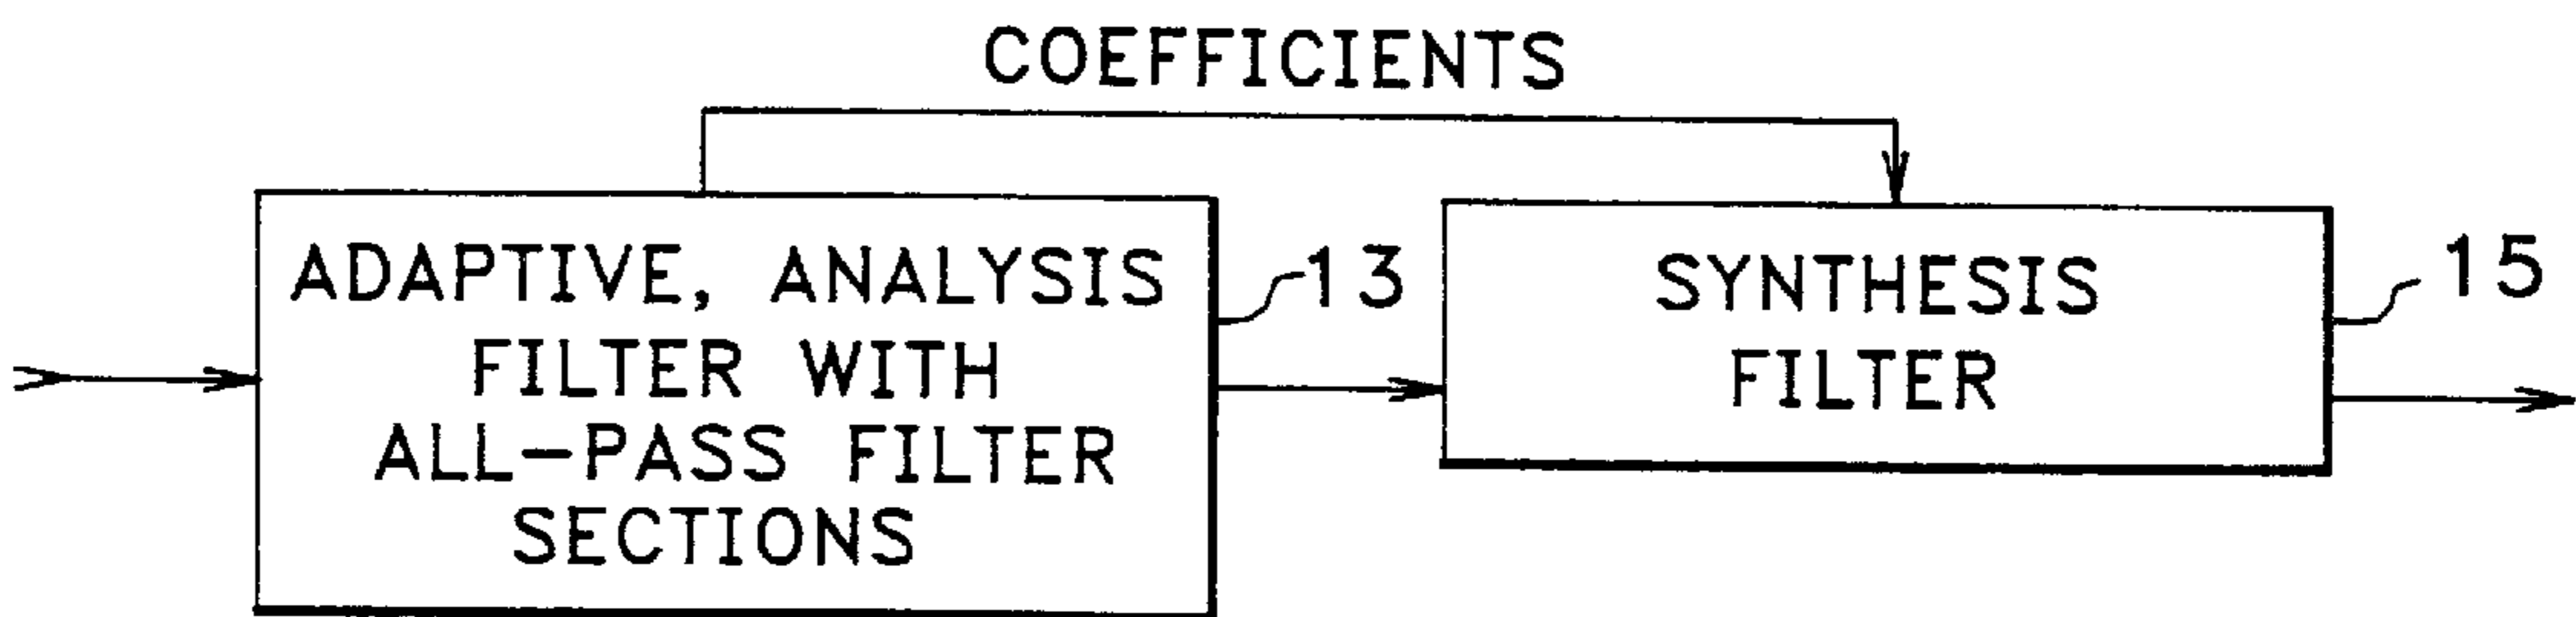 COEFFICIENTS
ADAPTIVE, ANALYSIS
FILTER WITH
ALL-PASS FILTER
SECTIONS
13
SYNTHESIS
FILTER
15